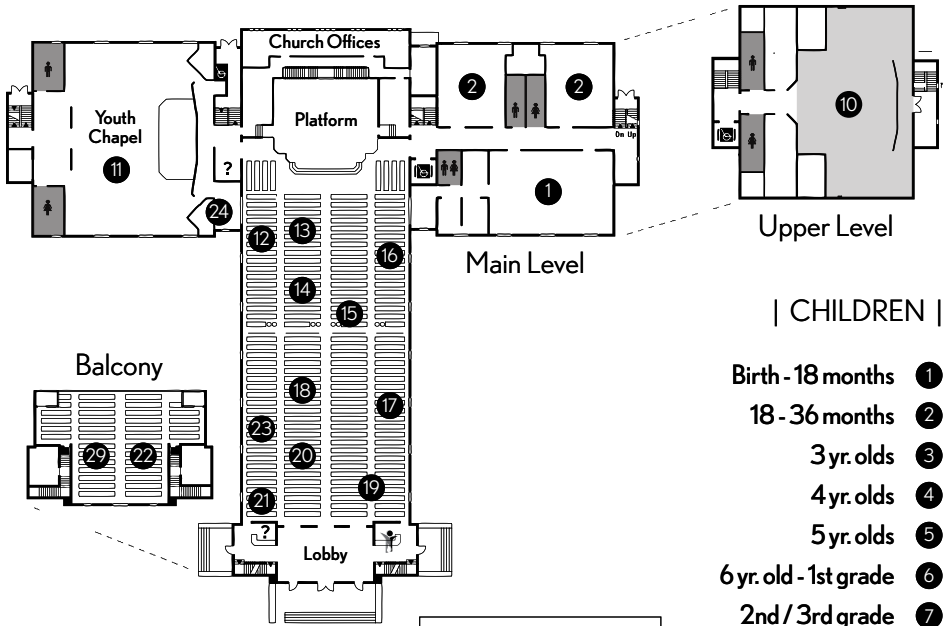 Church Offices
Platform
Youth
Chapel
11
?
24
2
2
Dn Up
1
Main Level
10
Upper Level
12
13
16
14
15
18
17
23
20
19
21
?
Lobby
Balcony
29
22
| CHILDREN |
Birth - 18 months 1
18 - 36 months 2
3 yr. olds 3
4 yr. olds 4
5 yr. olds 5
6 yr. old - 1st grade 6
2nd / 3rd grade 7